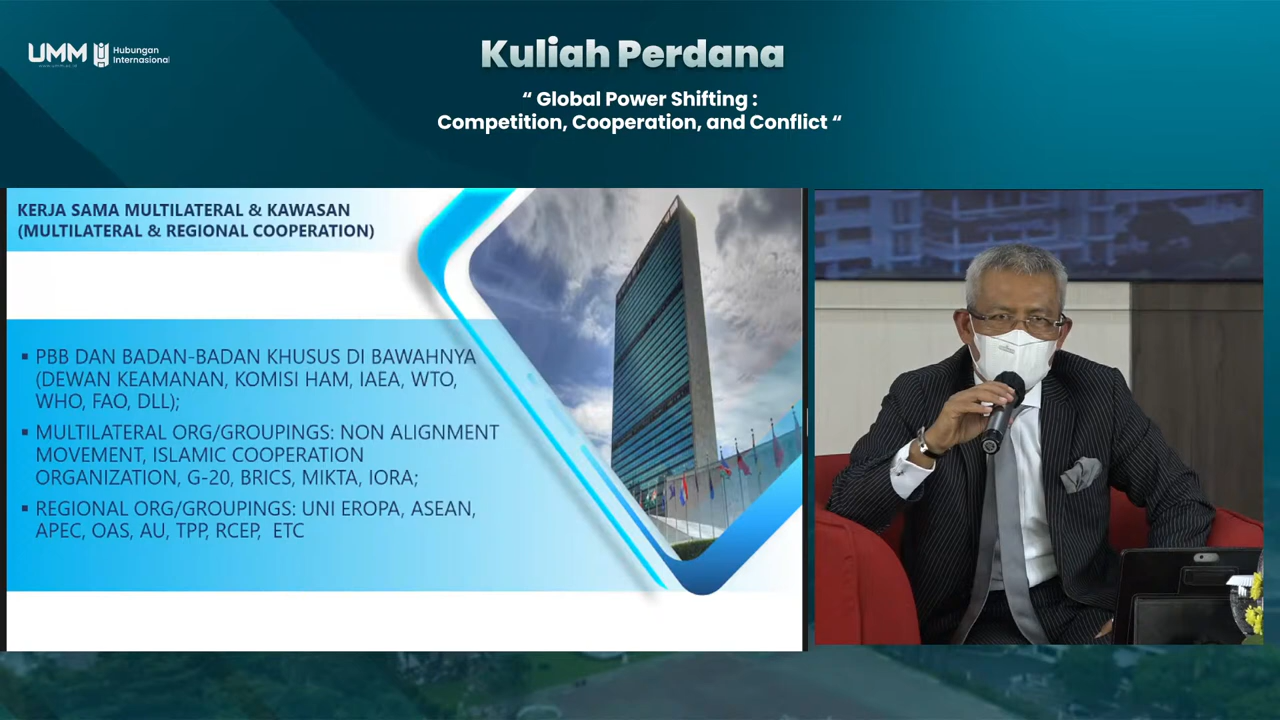 UMM
Hubungan
Internasional
Kuliah Perdana
“ Global Power Shifting :
Competition, Cooperation, and Conflict “
KERJA SAMA MULTILATERAL & KAWASAN
(MULTILATERAL & REGIONAL COOPERATION)
▪ PBB DAN BADAN-BADAN KHUSUS DI BAWAHNYA
(DEWAN KEAMANAN, KOMISI HAM, IAEA, WTO,
WHO, FAO, DLL);
▪ MULTILATERAL ORG/GROUPINGS: NON ALIGNMENT
MOVEMENT, ISLAMIC COOPERATION
ORGANIZATION, G-20, BRICS, MIKTA, IORA;
▪ REGIONAL ORG/GROUPINGS: UNI EROPA, ASEAN,
APEC, OAS, AU, TPP, RCEP, ETC